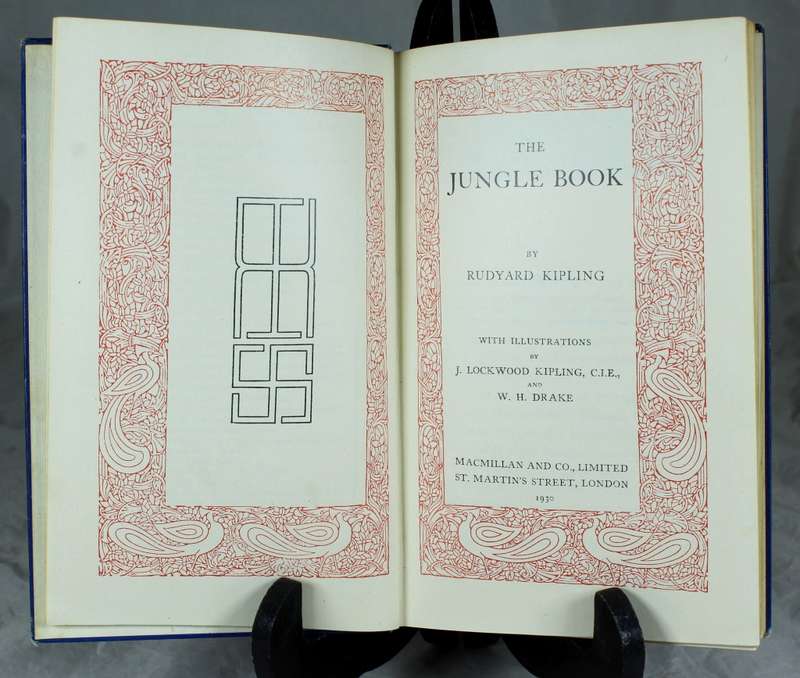 THE
JUNGLE BOOK
BY
RUDYARD KIPLING
WITH ILLUSTRATIONS
BY
J. LOCKWOOD KIPLING, C.I.E.,
AND
W. H. DRAKE
MACMILLAN AND CO., LIMITED
ST. MARTIN'S STREET, LONDON
1930